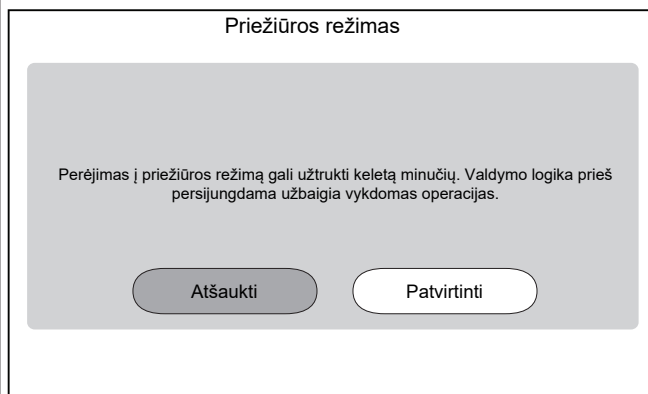 Priežiūros režimas
Perėjimas į priežiūros režimą gali užtrukti keletą minučių. Valdymo logika prieš
persijungdama užbaigia vykdomas operacijas.
Atšaukti
Patvirtinti